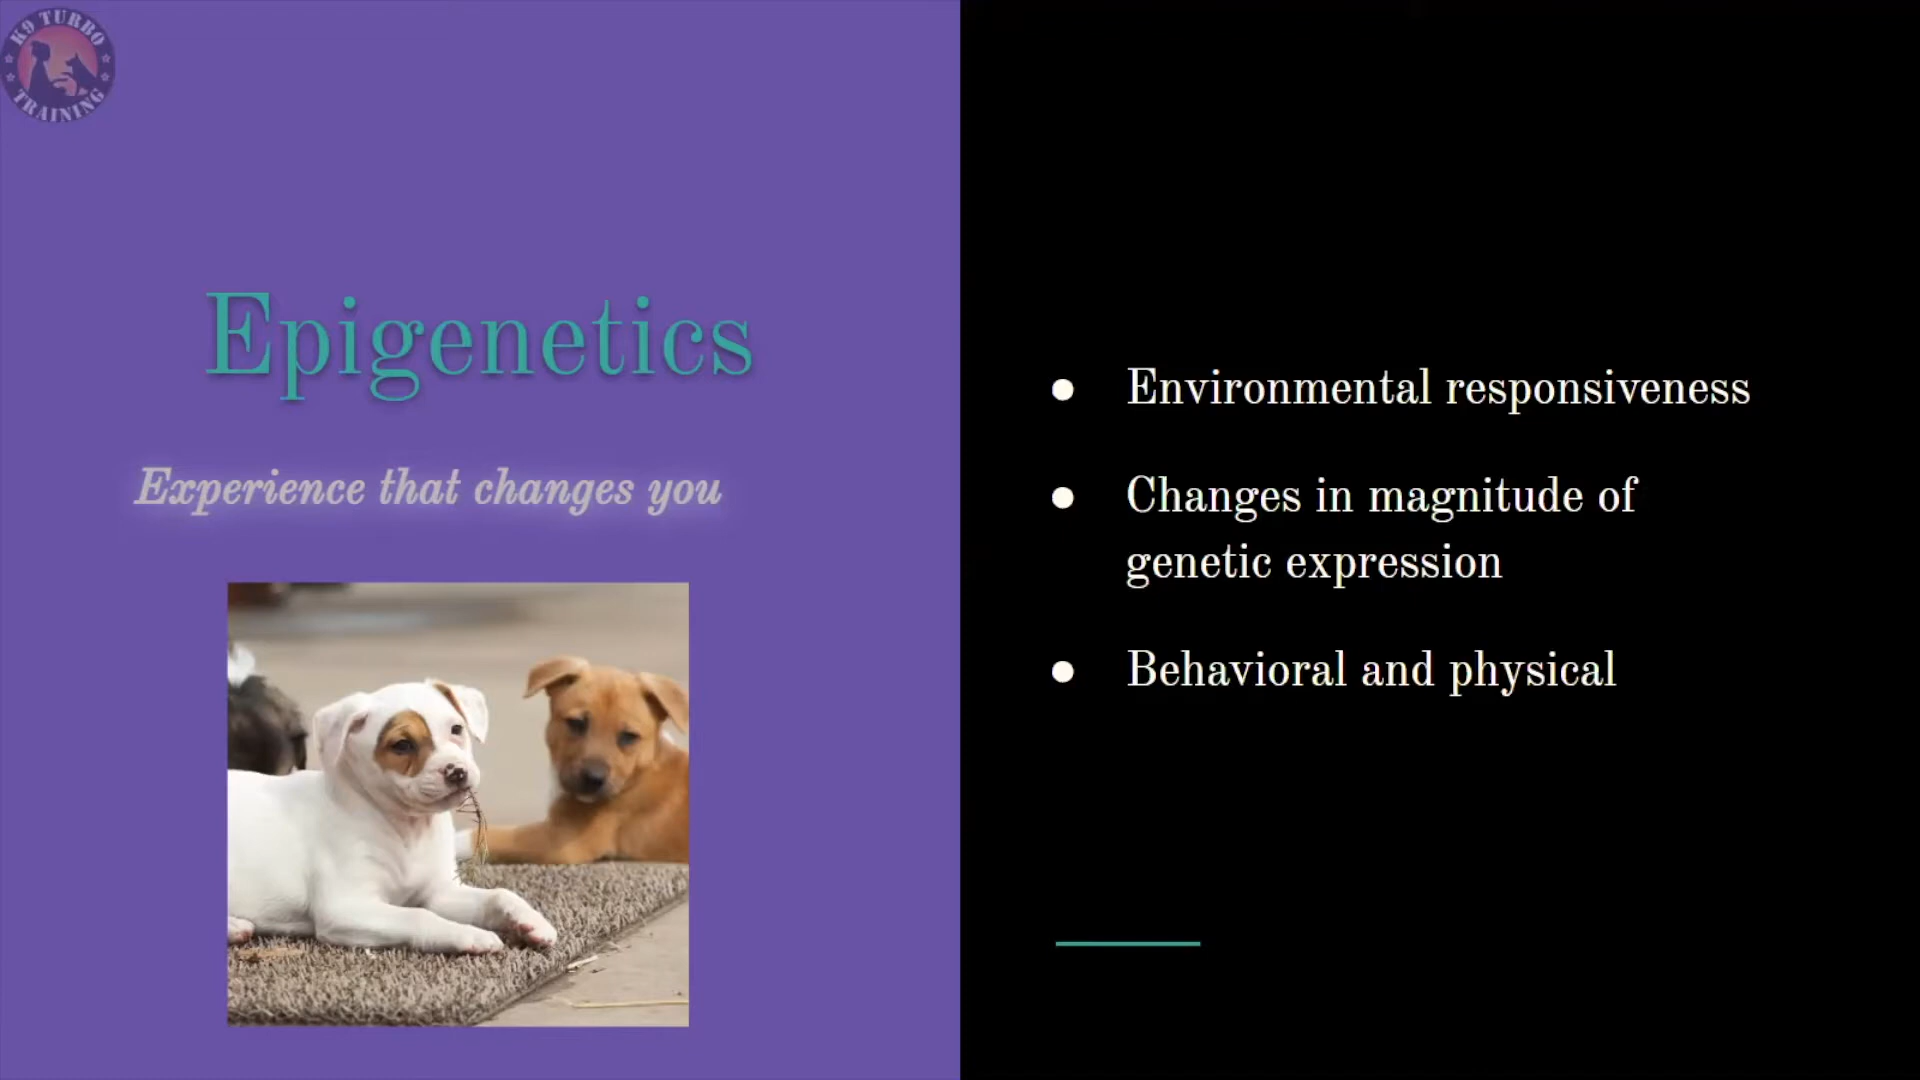 K9 TURBO
TRAINING
Epigenetics
Experience that changes you
● Environmental responsiveness
● Changes in magnitude of
genetic expression
● Behavioral and physical